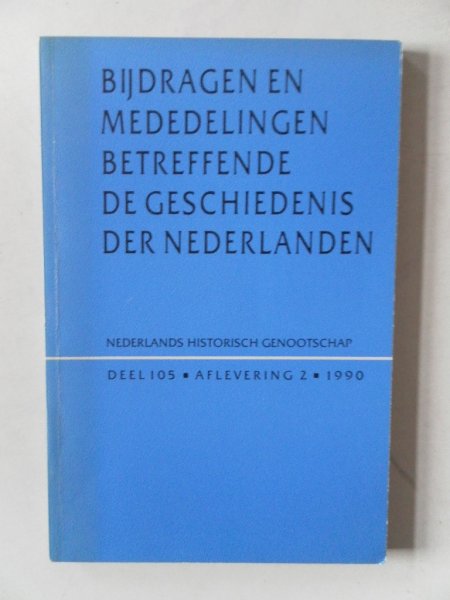 BIJDRAGEN EN
MEDEDELINGEN
BETREFFENDE
DE GESCHIEDENIS
DER NEDERLANDEN
NEDERLANDS HISTORISCH GENOOTSCHAP
DEEL 105 ▪ AFLEVERING 2 ▪ 1990